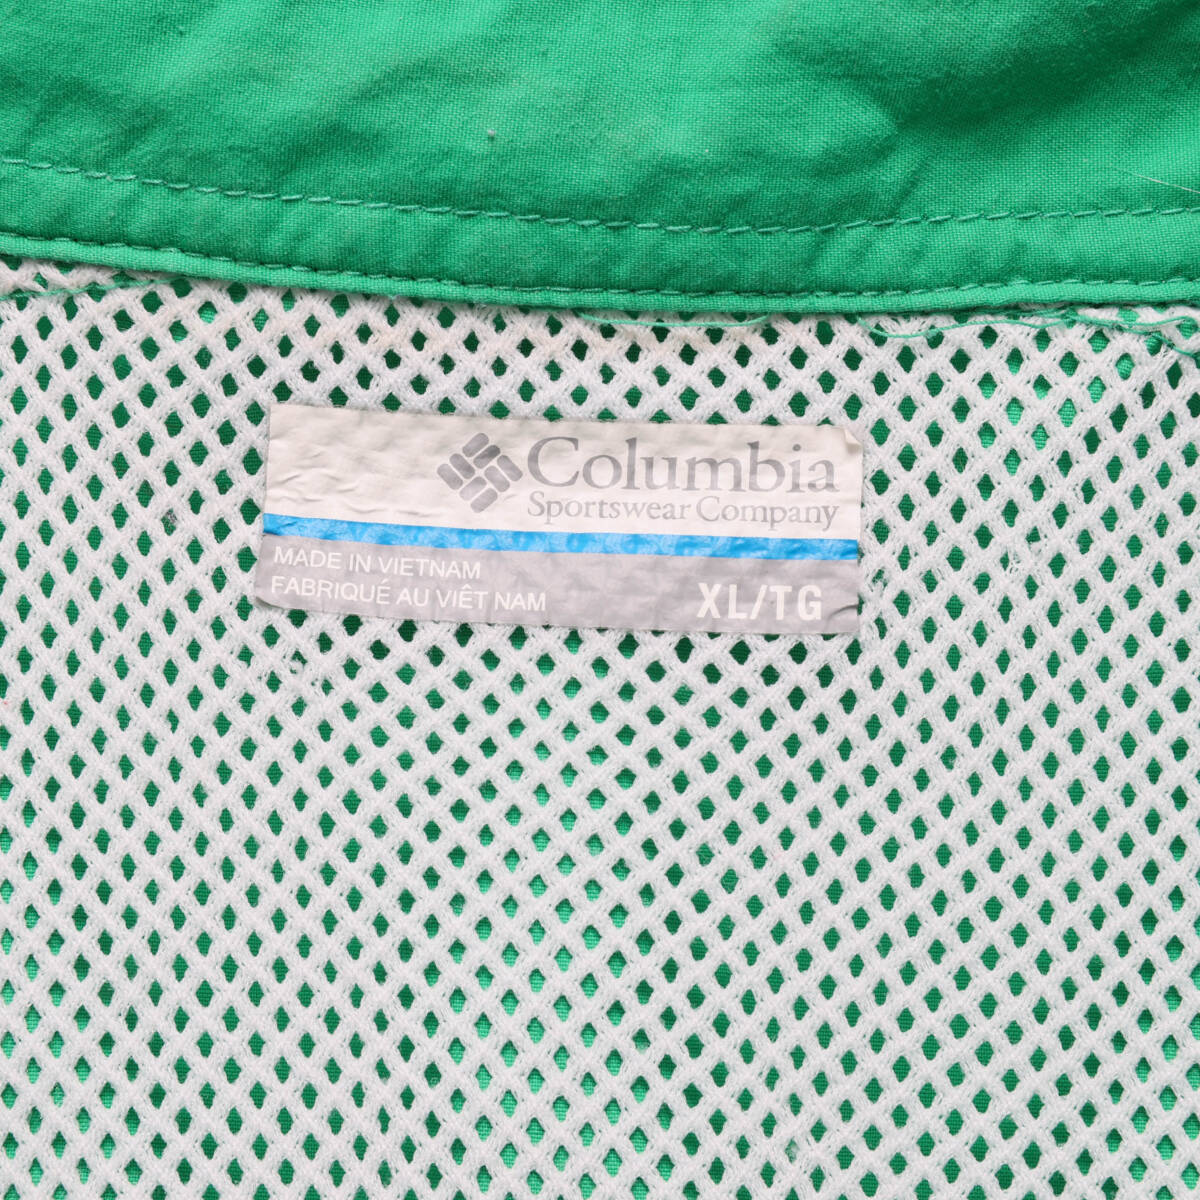 Columbia
Sportswear Company
MADE IN VIETNAM
FABRIQUÉ AU VIÊT NAM
XL/TG